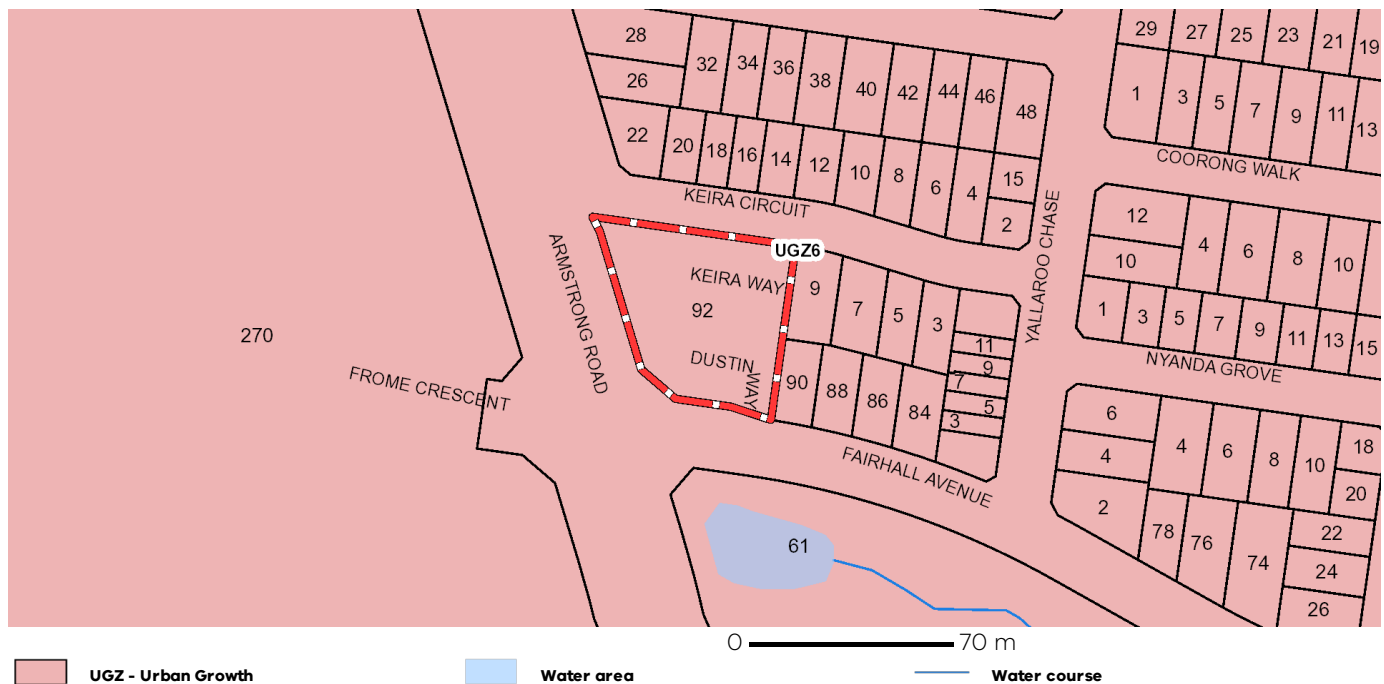 29 27 25 23 21 19
28 32 34 36 38 40 42 44 46 48
26
1 3 5 7 9 11 13
22 20 18 16 14 12 10 8 6 4 15
2
COORONG WALK
KEIRA CIRCUIT
YALLAROO CHASE
12 4 6 8 10
10
UGZ6
ARMSTRONG ROAD
KEIRA WAY
9 7 5 3
92
1 3 5 7 9 11 13 15
270
11
9
7
5
3
NYANDA GROVE
DUSTIN WAY
FROME CRESCENT
90 88 86 84
6 4 6 8 10 18
4
20
2
FAIRHALL AVENUE
78 76 74 22
24
26
61
0 70 m
UGZ - Urban Growth
Water area
Water course